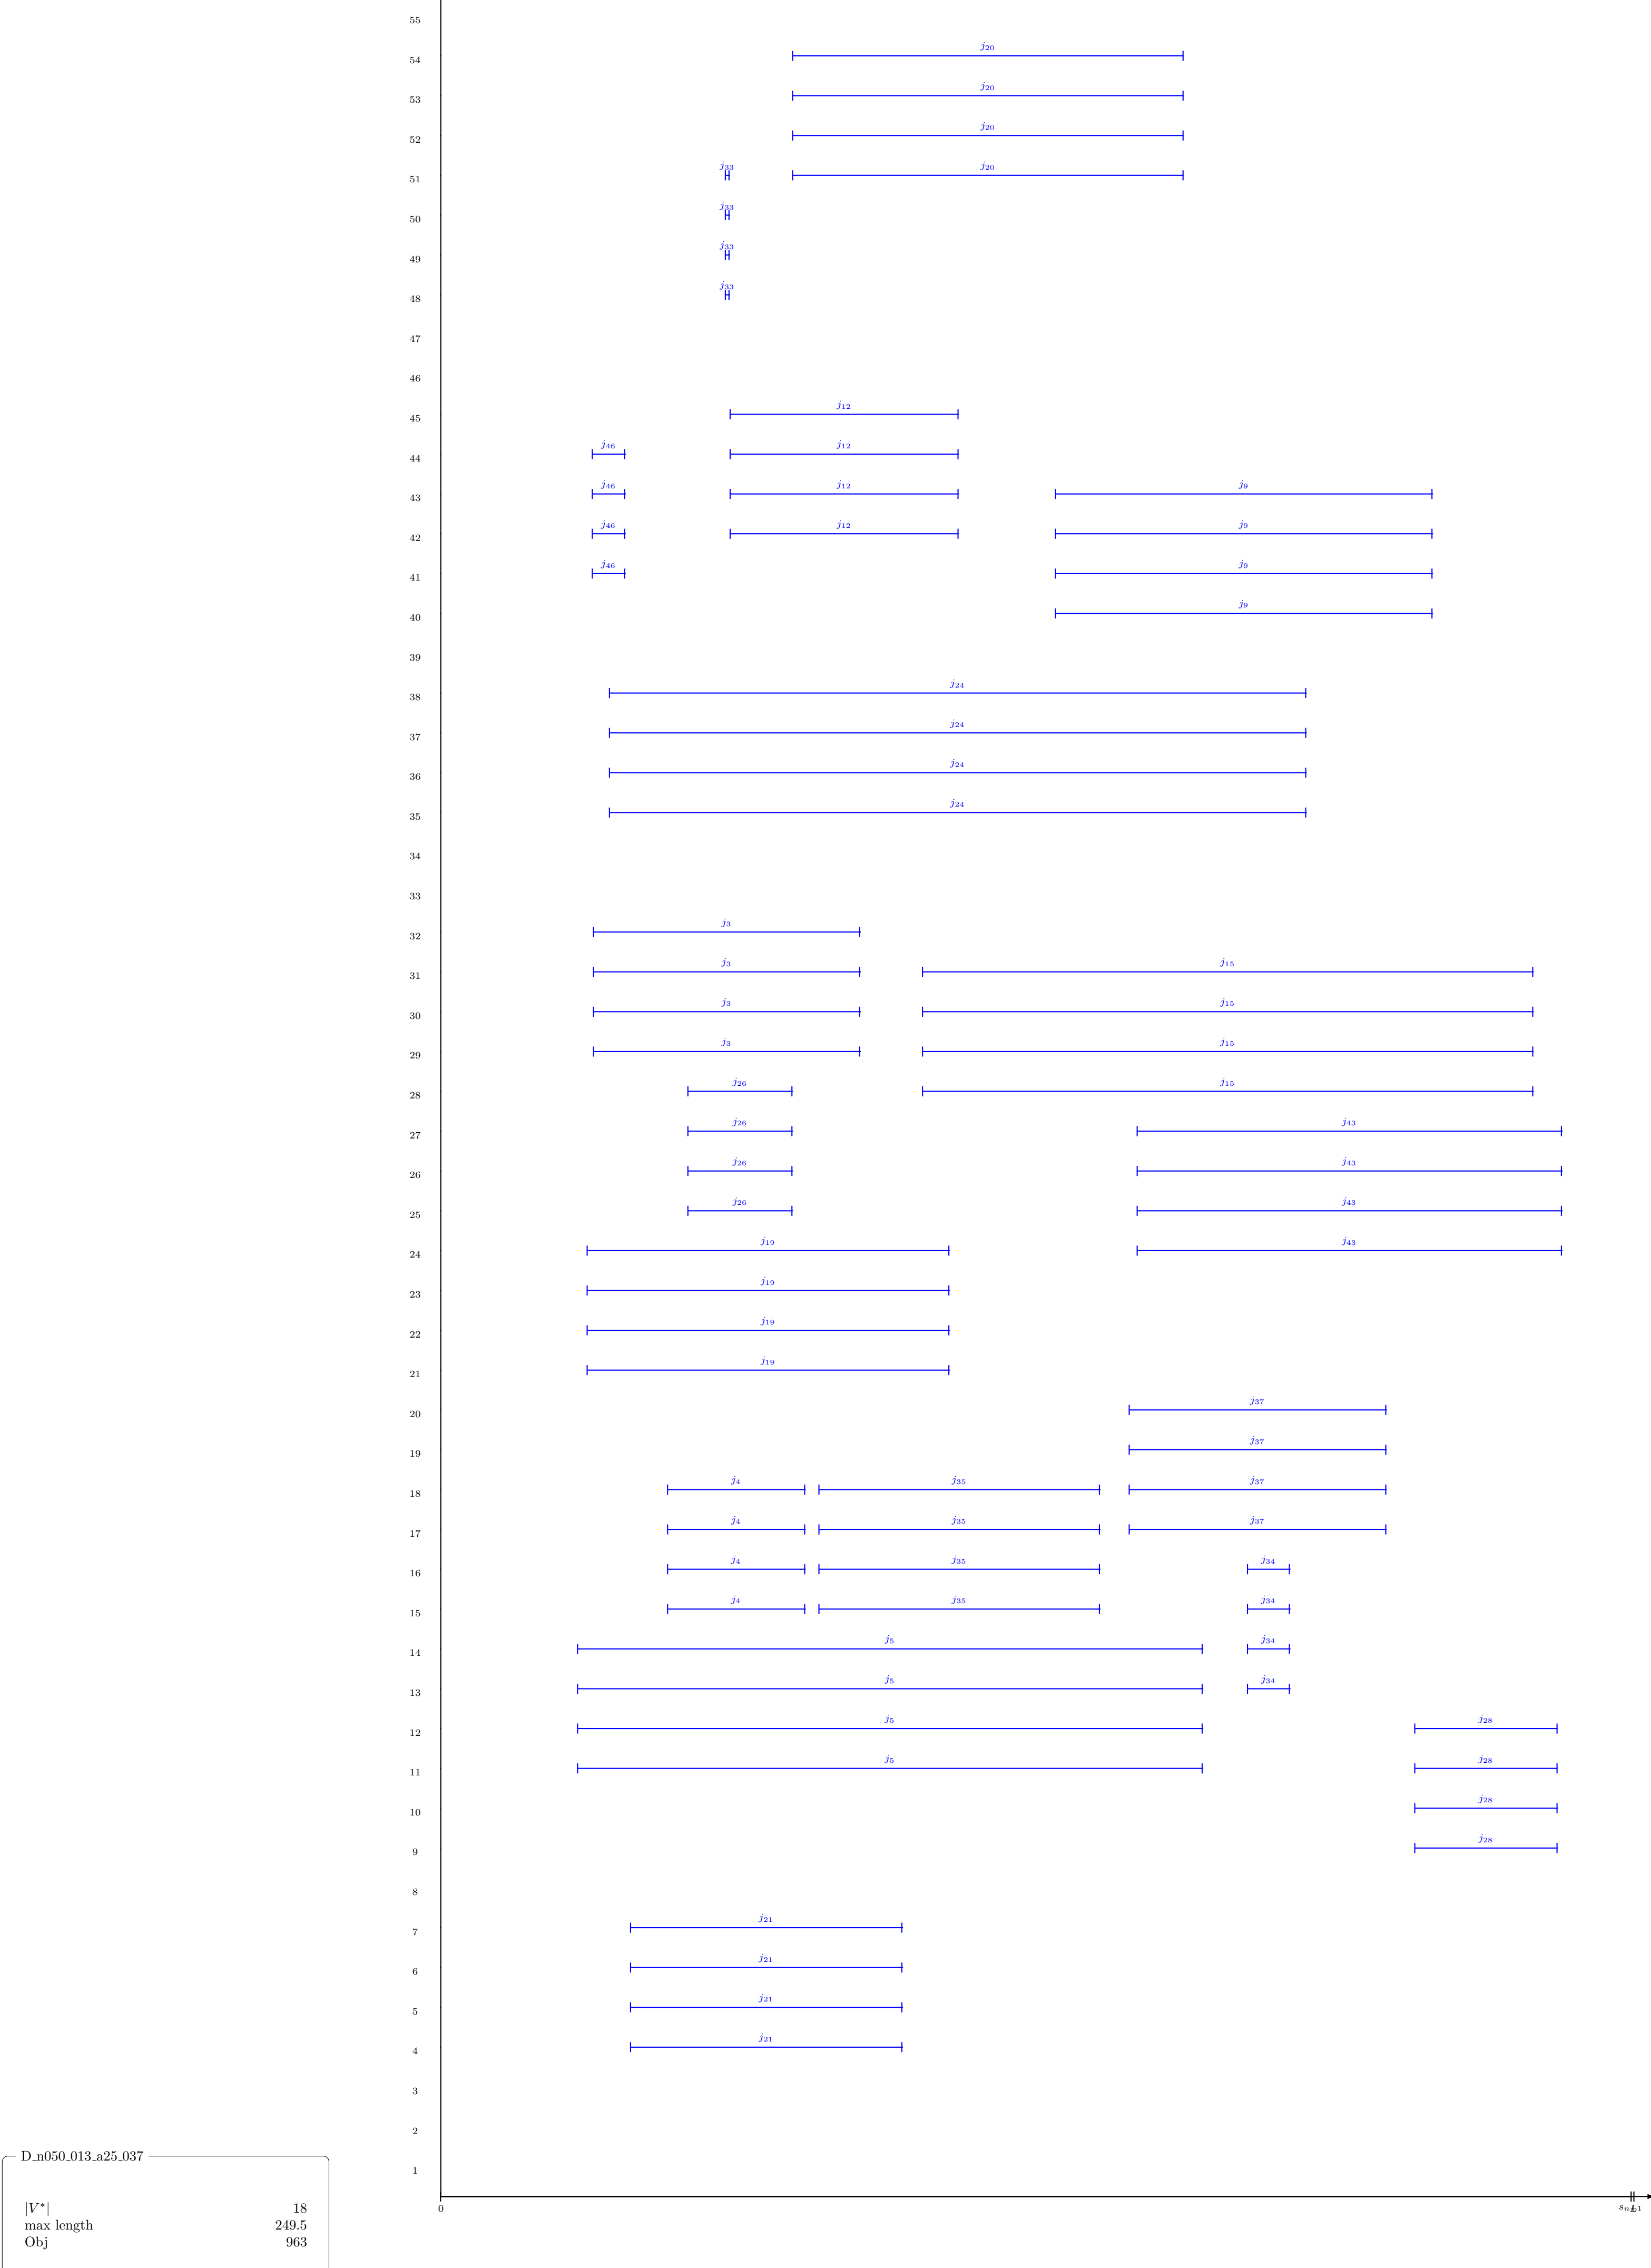 55
j20
54
j20
53
j20
52
j33 j20
51
j33
50
j33
49
j33
48
47
46
j12
45
j46 j12
44
j46 j12 j9
43
j46 j12 j9
42
j46 j9
41
j9
40
39
j24
38
j24
37
j24
36
j24
35
34
33
j3
32
j3 j15
31
j3 j15
30
j3 j15
29
j26 j15
28
j26 j43
27
j26 j43
26
j26 j43
25
j19 j43
24
j19
23
j19
22
j19
21
j37
20
j37
19
j4 j35 j37
18
j4 j35 j37
17
j4 j35 j34
16
j4 j35 j34
15
j5 j34
14
j5 j34
13
j5 j28
12
j5 j28
11
j28
10
j28
9
8
j21
7
j21
6
j21
5
j21
4
3
2
1
0
D_n050_013_a25_037
|V*| 18
max length 249.5
Obj 963